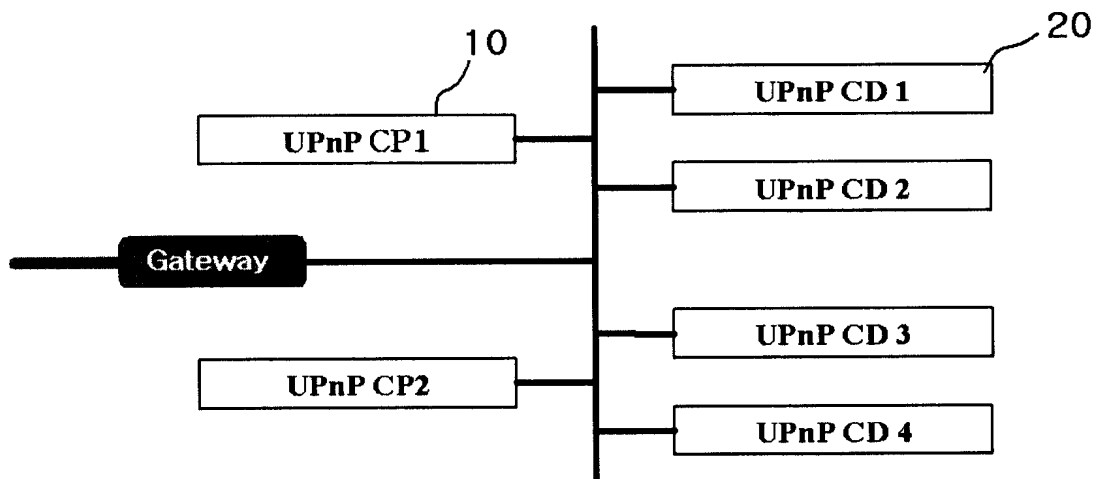 10
20
UPnP CD 1
UPnP CP1
UPnP CD 2
Gateway
UPnP CD 3
UPnP CP2
UPnP CD 4